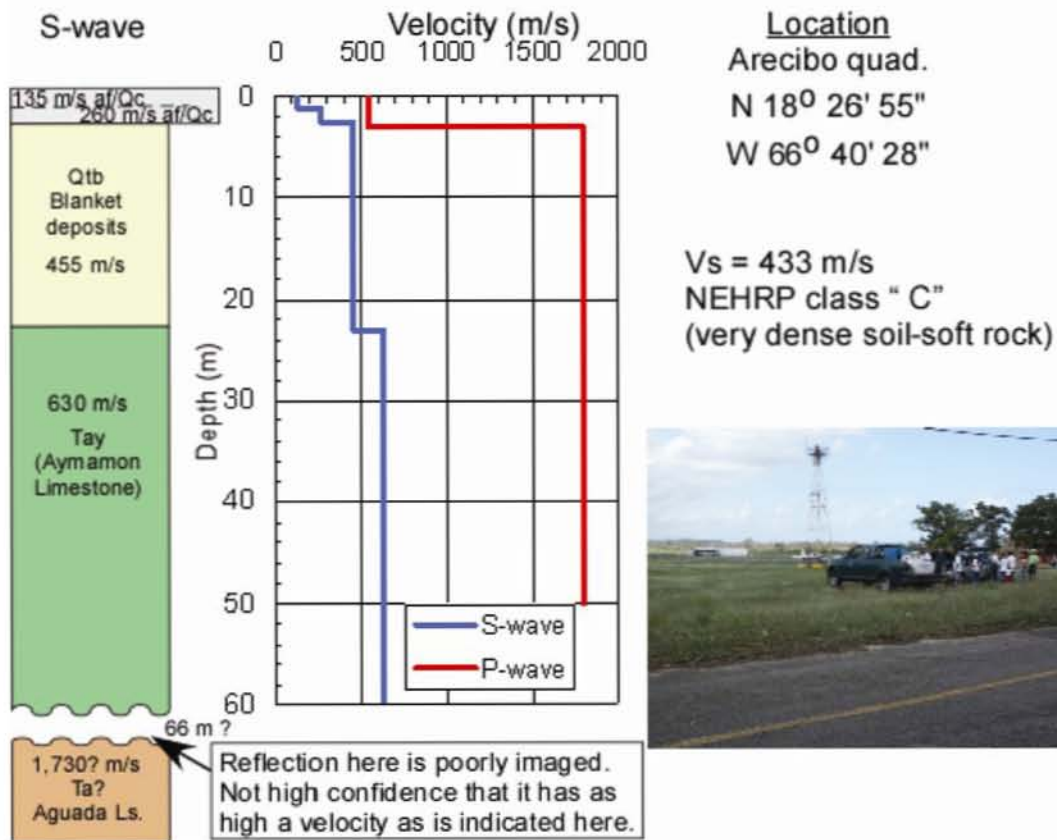 S-wave
135 m/s af/Qc
260 m/s af/Qc
Qtb
Blanket
deposits
455 m/s
630 m/s
Tay
(Aymamon
Limestone)
66 m ?
1,730? m/s
Ta?
Aguada Ls.
Velocity (m/s)
0 500 1000 1500 2000
Depth (m)
0
10
20
30
40
50
60
S-wave
P-wave
Reflection here is poorly imaged.
Not high confidence that it has as
high a velocity as is indicated here.
Location
Arecibo quad.
N 18º 26' 55"
W 66º 40' 28"
Vs = 433 m/s
NEHRP class “ C”
(very dense soil-soft rock)